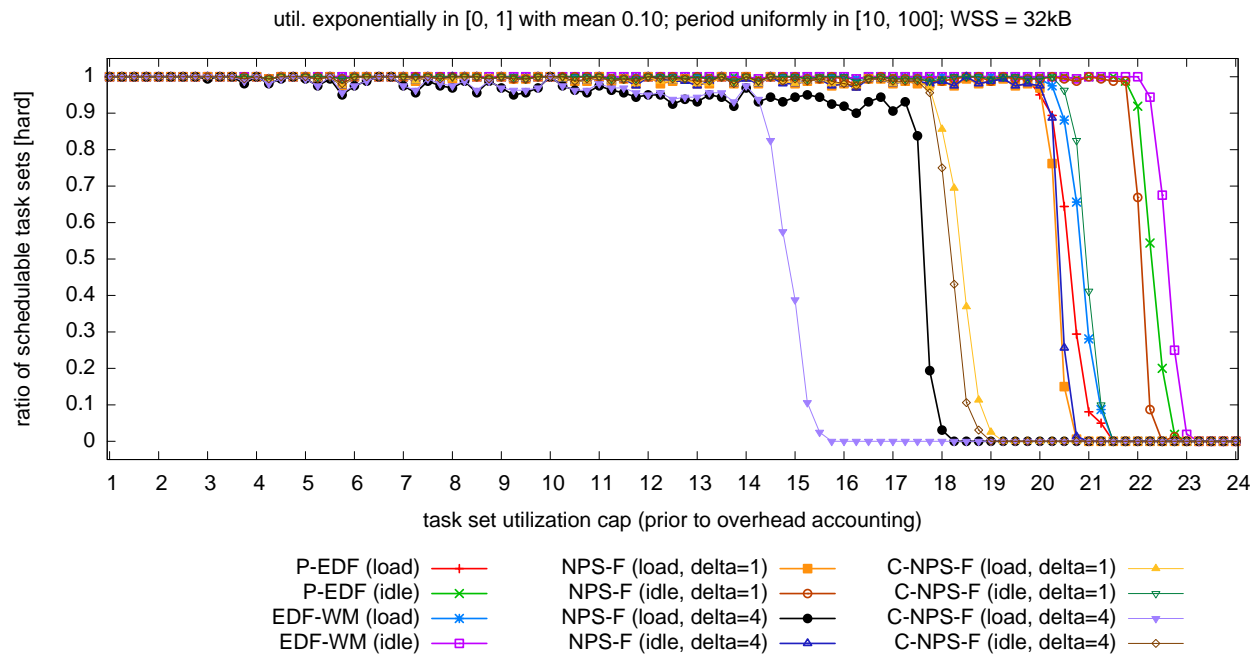 util. exponentially in [0, 1] with mean 0.10; period uniformly in [10, 100]; WSS = 32kB
ratio of schedulable task sets [hard]
1
0.9
0.8
0.7
0.6
0.5
0.4
0.3
0.2
0.1
0
1 2 3 4 5 6 7 8 9 10 11 12 13 14 15 16 17 18 19 20 21 22 23 24
task set utilization cap (prior to overhead accounting)
P-EDF (load) NPS-F (load, delta=1) C-NPS-F (load, delta=1)
P-EDF (idle) NPS-F (idle, delta=1) C-NPS-F (idle, delta=1)
EDF-WM (load) NPS-F (load, delta=4) C-NPS-F (load, delta=4)
EDF-WM (idle) NPS-F (idle, delta=4) C-NPS-F (idle, delta=4)